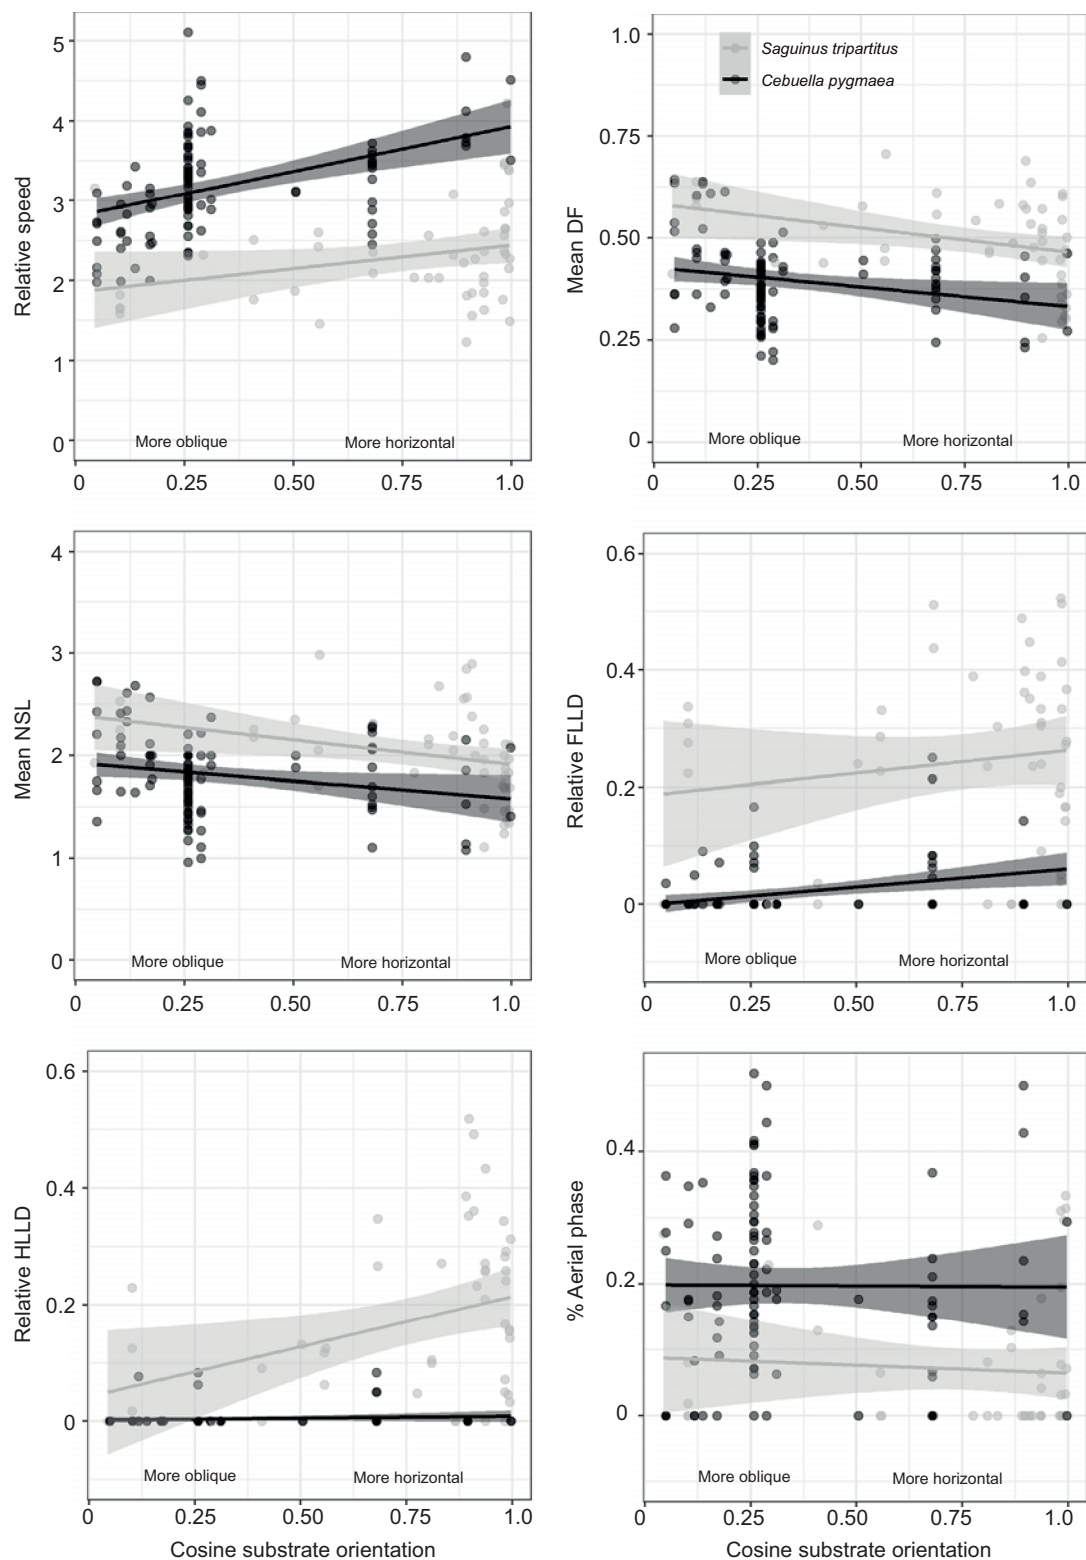 Relative speed
5
4
3
2
1
0
More oblique
More horizontal
0
0.25
0.50
0.75
1.0
Mean DF
1.0
0.75
0.50
0.25
0
Saguinus tripartitus
Cebuella pygmaea
More oblique
More horizontal
0
0.25
0.50
0.75
1.0
Mean NSL
4
3
2
1
0
More oblique
More horizontal
0
0.25
0.50
0.75
1.0
Relative FLLD
0.6
0.4
0.2
0
More oblique
More horizontal
0
0.25
0.50
0.75
1.0
Relative HLLD
0.6
0.4
0.2
0
More oblique
More horizontal
0
0.25
0.50
0.75
1.0
Cosine substrate orientation
% Aerial phase
0.4
0.2
0
More oblique
More horizontal
0
0.25
0.50
0.75
1.0
Cosine substrate orientation